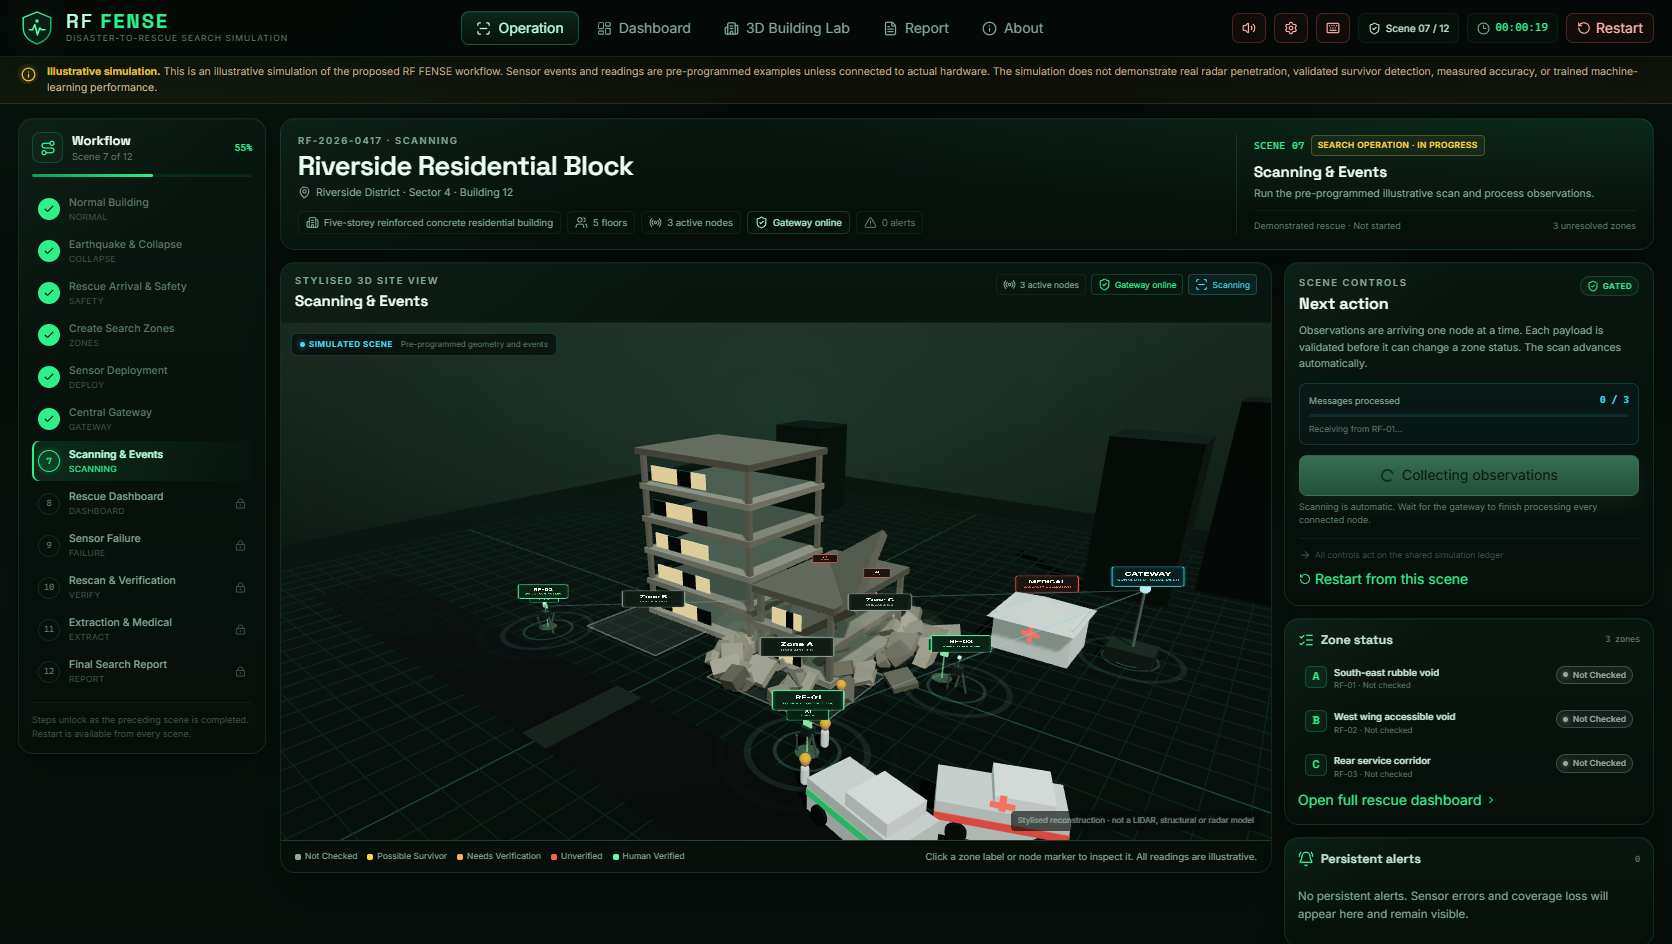 RF FENSE
DISASTER-TO-RESCUE SEARCH SIMULATION
Operation
Dashboard
3D Building Lab
Report
About
Scene 07 / 12
00:00:19
Restart
Illustrative simulation. This is an illustrative simulation of the proposed RF FENSE workflow. Sensor events and readings are pre-programmed examples unless connected to actual hardware. The simulation does not demonstrate real radar penetration, validated survivor detection, measured accuracy, or trained machine-
learning performance.
Workflow
Scene 7 of 12
55%
Normal Building
NORMAL
Earthquake & Collapse
COLLAPSE
Rescue Arrival & Safety
SAFETY
Create Search Zones
ZONES
Sensor Deployment
DEPLOY
Central Gateway
GATEWAY
7
Scanning & Events
SCANNING
8
Rescue Dashboard
DASHBOARD
9
Sensor Failure
FAILURE
10
Rescan & Verification
VERIFY
11
Extraction & Medical
EXTRACT
12
Final Search Report
REPORT
Steps unlock as the preceding scene is completed.
Restart is available from every scene.
RF-2026-0417 · SCANNING
Riverside Residential Block
Riverside District · Sector 4 · Building 12
Five-storey reinforced concrete residential building
5 floors
3 active nodes
Gateway online
0 alerts
SCENE 07
SEARCH OPERATION · IN PROGRESS
Scanning & Events
Run the pre-programmed illustrative scan and process observations.
Demonstrated rescue · Not started
3 unresolved zones
STYLISED 3D SITE VIEW
Scanning & Events
3 active nodes
Gateway online
Scanning
SIMULATED SCENE
Pre-programmed geometry and events
Zone B
Zone C
Zone A
RF-01
MEDICAL
GATEWAY
Stylised reconstruction · not a LIDAR, structural or radar model
Not Checked
Possible Survivor
Needs Verification
Unverified
Human Verified
Click a zone label or node marker to inspect it. All readings are illustrative.
SCENE CONTROLS
Next action
GATED
Observations are arriving one node at a time. Each payload is
validated before it can change a zone status. The scan advances
automatically.
Messages processed
0 / 3
Receiving from RF-01...
Collecting observations
Scanning is automatic. Wait for the gateway to finish processing every
connected node.
All controls act on the shared simulation ledger
Restart from this scene
Zone status
3 zones
A
South-east rubble void
RF-01 · Not checked
Not Checked
B
West wing accessible void
RF-02 · Not checked
Not Checked
C
Rear service corridor
RF-03 · Not checked
Not Checked
Open full rescue dashboard
Persistent alerts
0
No persistent alerts. Sensor errors and coverage loss will
appear here and remain visible.